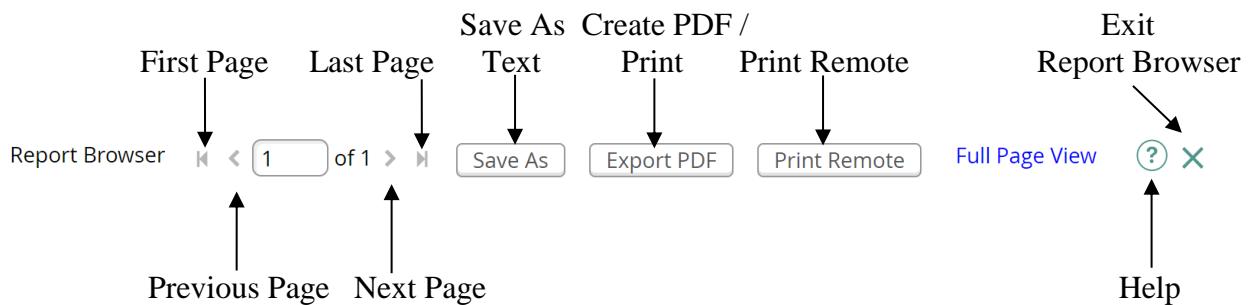 Save As Create PDF / Exit
First Page Last Page Text Print Print Remote Report Browser
Report Browser 1 of 1 Save As Export PDF Print Remote Full Page View ?
Previous Page Next Page Help